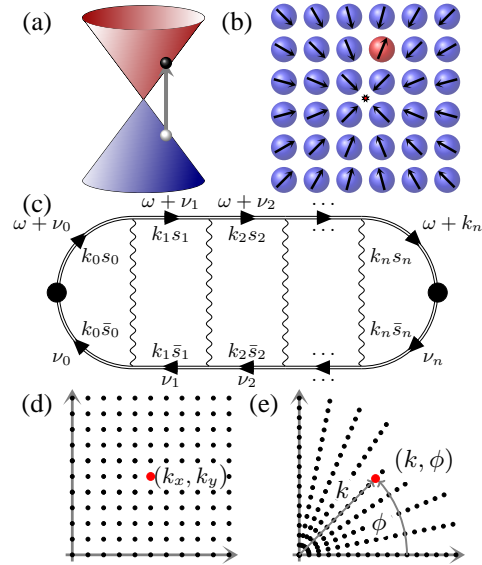 (a)
(b)
(c)
ω + ν₀
ω + ν₁
ω + ν₂
...
ω + kₙ
k₀s₀
k₁s₁
k₂s₂
...
kₙsₙ
k₀s̄₀
k₁s̄₁
k₂s̄₂
...
kₙs̄ₙ
ν₀
ν₁
ν₂
...
νₙ
(d)
(kₓ, k_y)
(e)
(k, ϕ)
k
ϕ